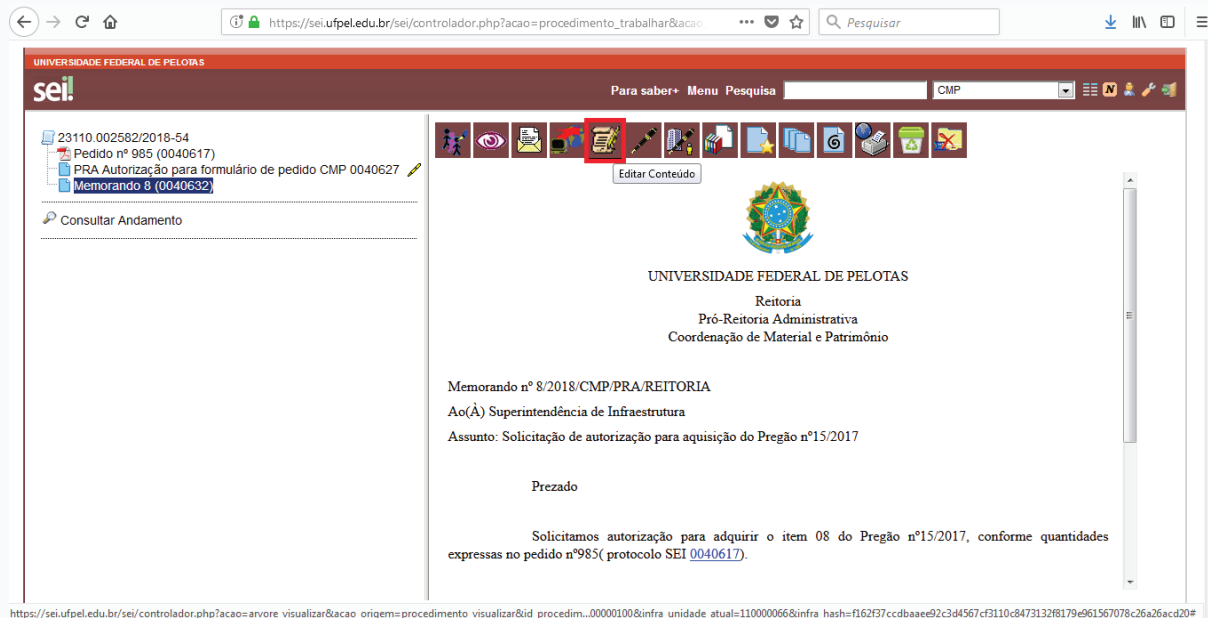 https://sei.ufpel.edu.br/sei/controlador.php?acao=procedimento_trabalhar&acao_
Pesquisar
UNIVERSIDADE FEDERAL DE PELOTAS
sei!
Para saber+ Menu Pesquisa
CMP
N
23110.002582/2018-54
Pedido nº 985 (0040617)
PRA Autorização para formulário de pedido CMP 0040627
Memorando 8 (0040632)
Consultar Andamento
Editar Conteúdo
UNIVERSIDADE FEDERAL DE PELOTAS
Reitoria
Pró-Reitoria Administrativa
Coordenação de Material e Patrimônio
Memorando nº 8/2018/CMP/PRA/REITORIA
Ao(À) Superintendência de Infraestrutura
Assunto: Solicitação de autorização para aquisição do Pregão nº15/2017
Prezado
Solicitamos autorização para adquirir o item 08 do Pregão nº15/2017, conforme quantidades
expressas no pedido nº985( protocolo SEI 0040617).
https://sei.ufpel.edu.br/sei/controlador.php?acao=arvore_visualizar&acao_origem=procedimento_visualizar&id_procedim...00000100&infra_unidade_atual=110000066&infra_hash=f162f37ccdbaaee92c3d4567cf3110c8473132f8179e961567078c26a26acd20#